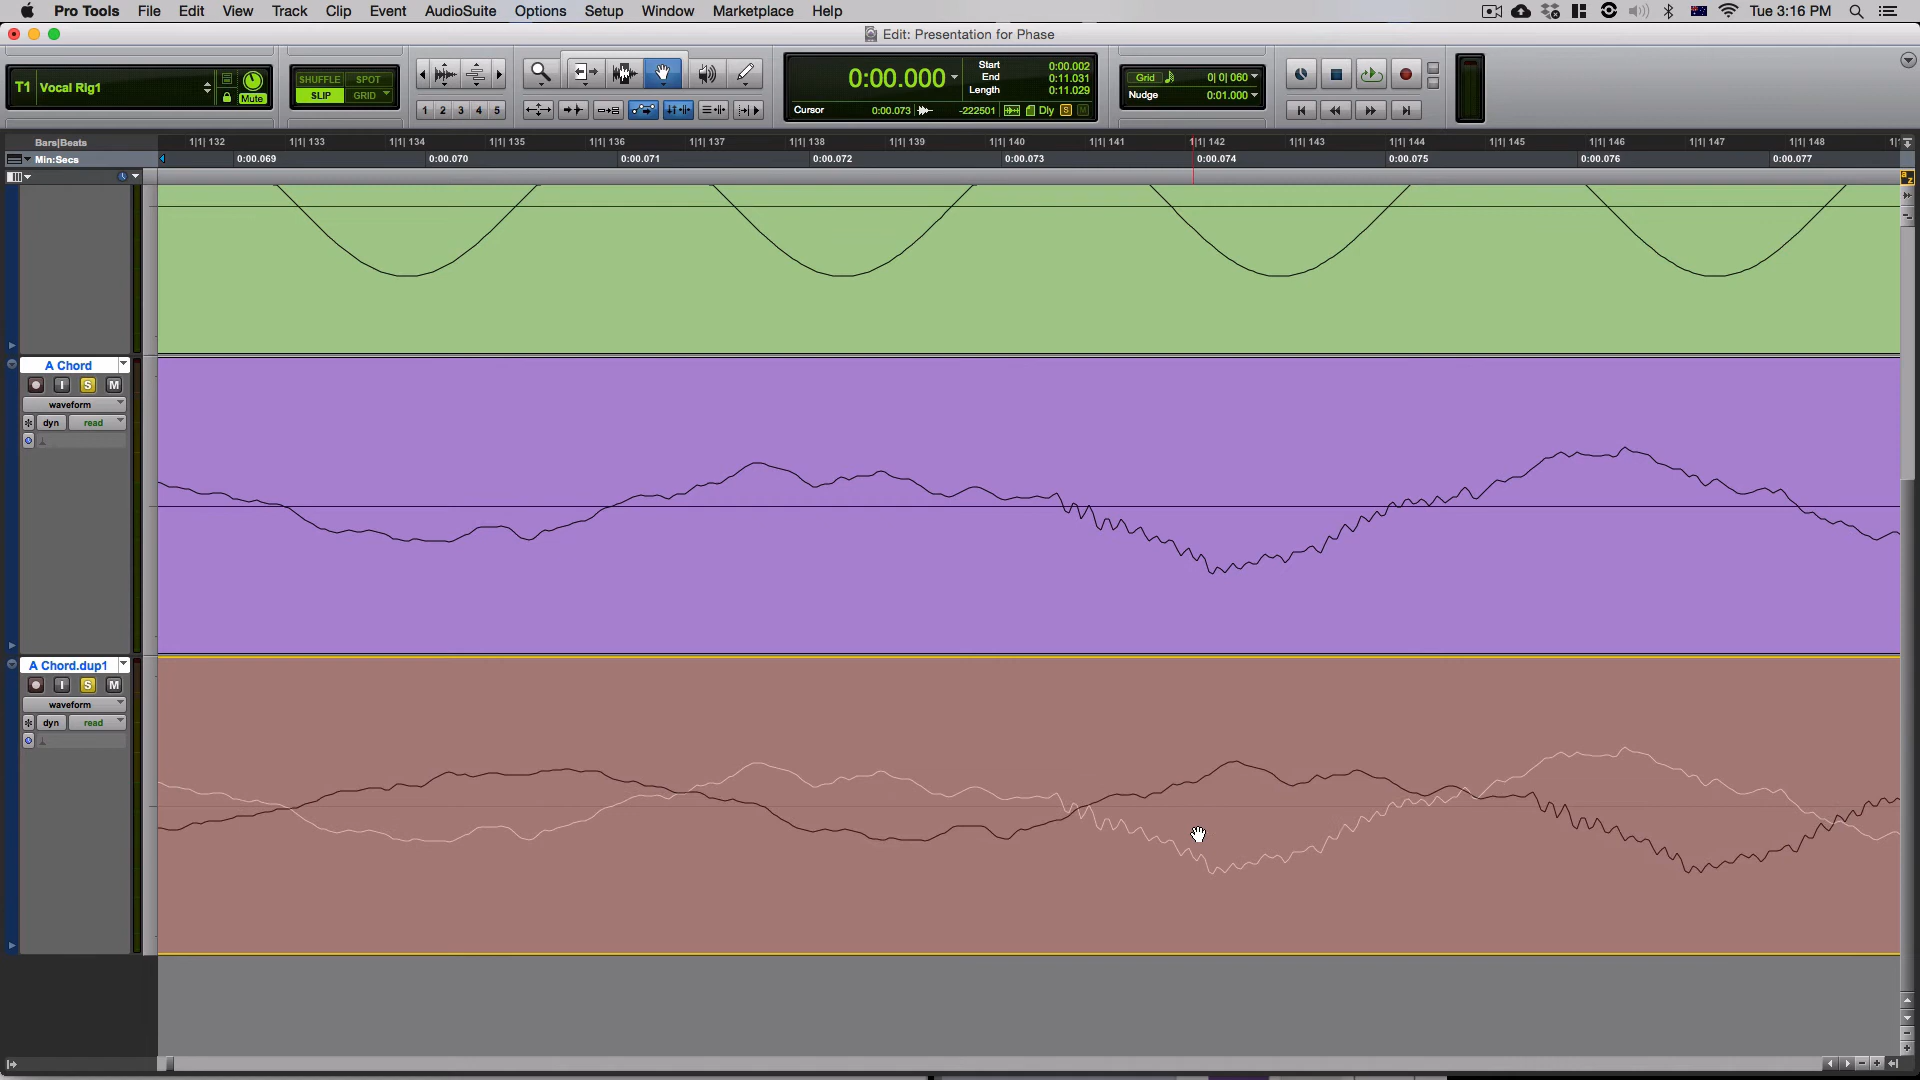 Pro Tools File Edit View Track Clip Event AudioSuite Options Setup Window Marketplace Help Tue 3:16 PM
Edit: Presentation for Phase
T1 Vocal Rig1 Mute
SHUFFLE SPOT
SLIP GRID
1 2 3 4 5
0:00.000
Start 0:00.002
End 0:11.031
Length 0:11.029
Cursor 0:00.073 -222501 Dly S M
Grid 0| 0| 060
Nudge 0:01.000
Bars|Beats 1|1| 132 1|1| 133 1|1| 134 1|1| 135 1|1| 136 1|1| 137 1|1| 138 1|1| 139 1|1| 140 1|1| 141 1|1| 142 1|1| 143 1|1| 144 1|1| 145 1|1| 146 1|1| 147 1|1| 148
Min:Secs 0:00.069 0:00.070 0:00.071 0:00.072 0:00.073 0:00.074 0:00.075 0:00.076 0:00.077
a z
A Chord
I S M
waveform
dyn read
A Chord.dup1
I S M
waveform
dyn read